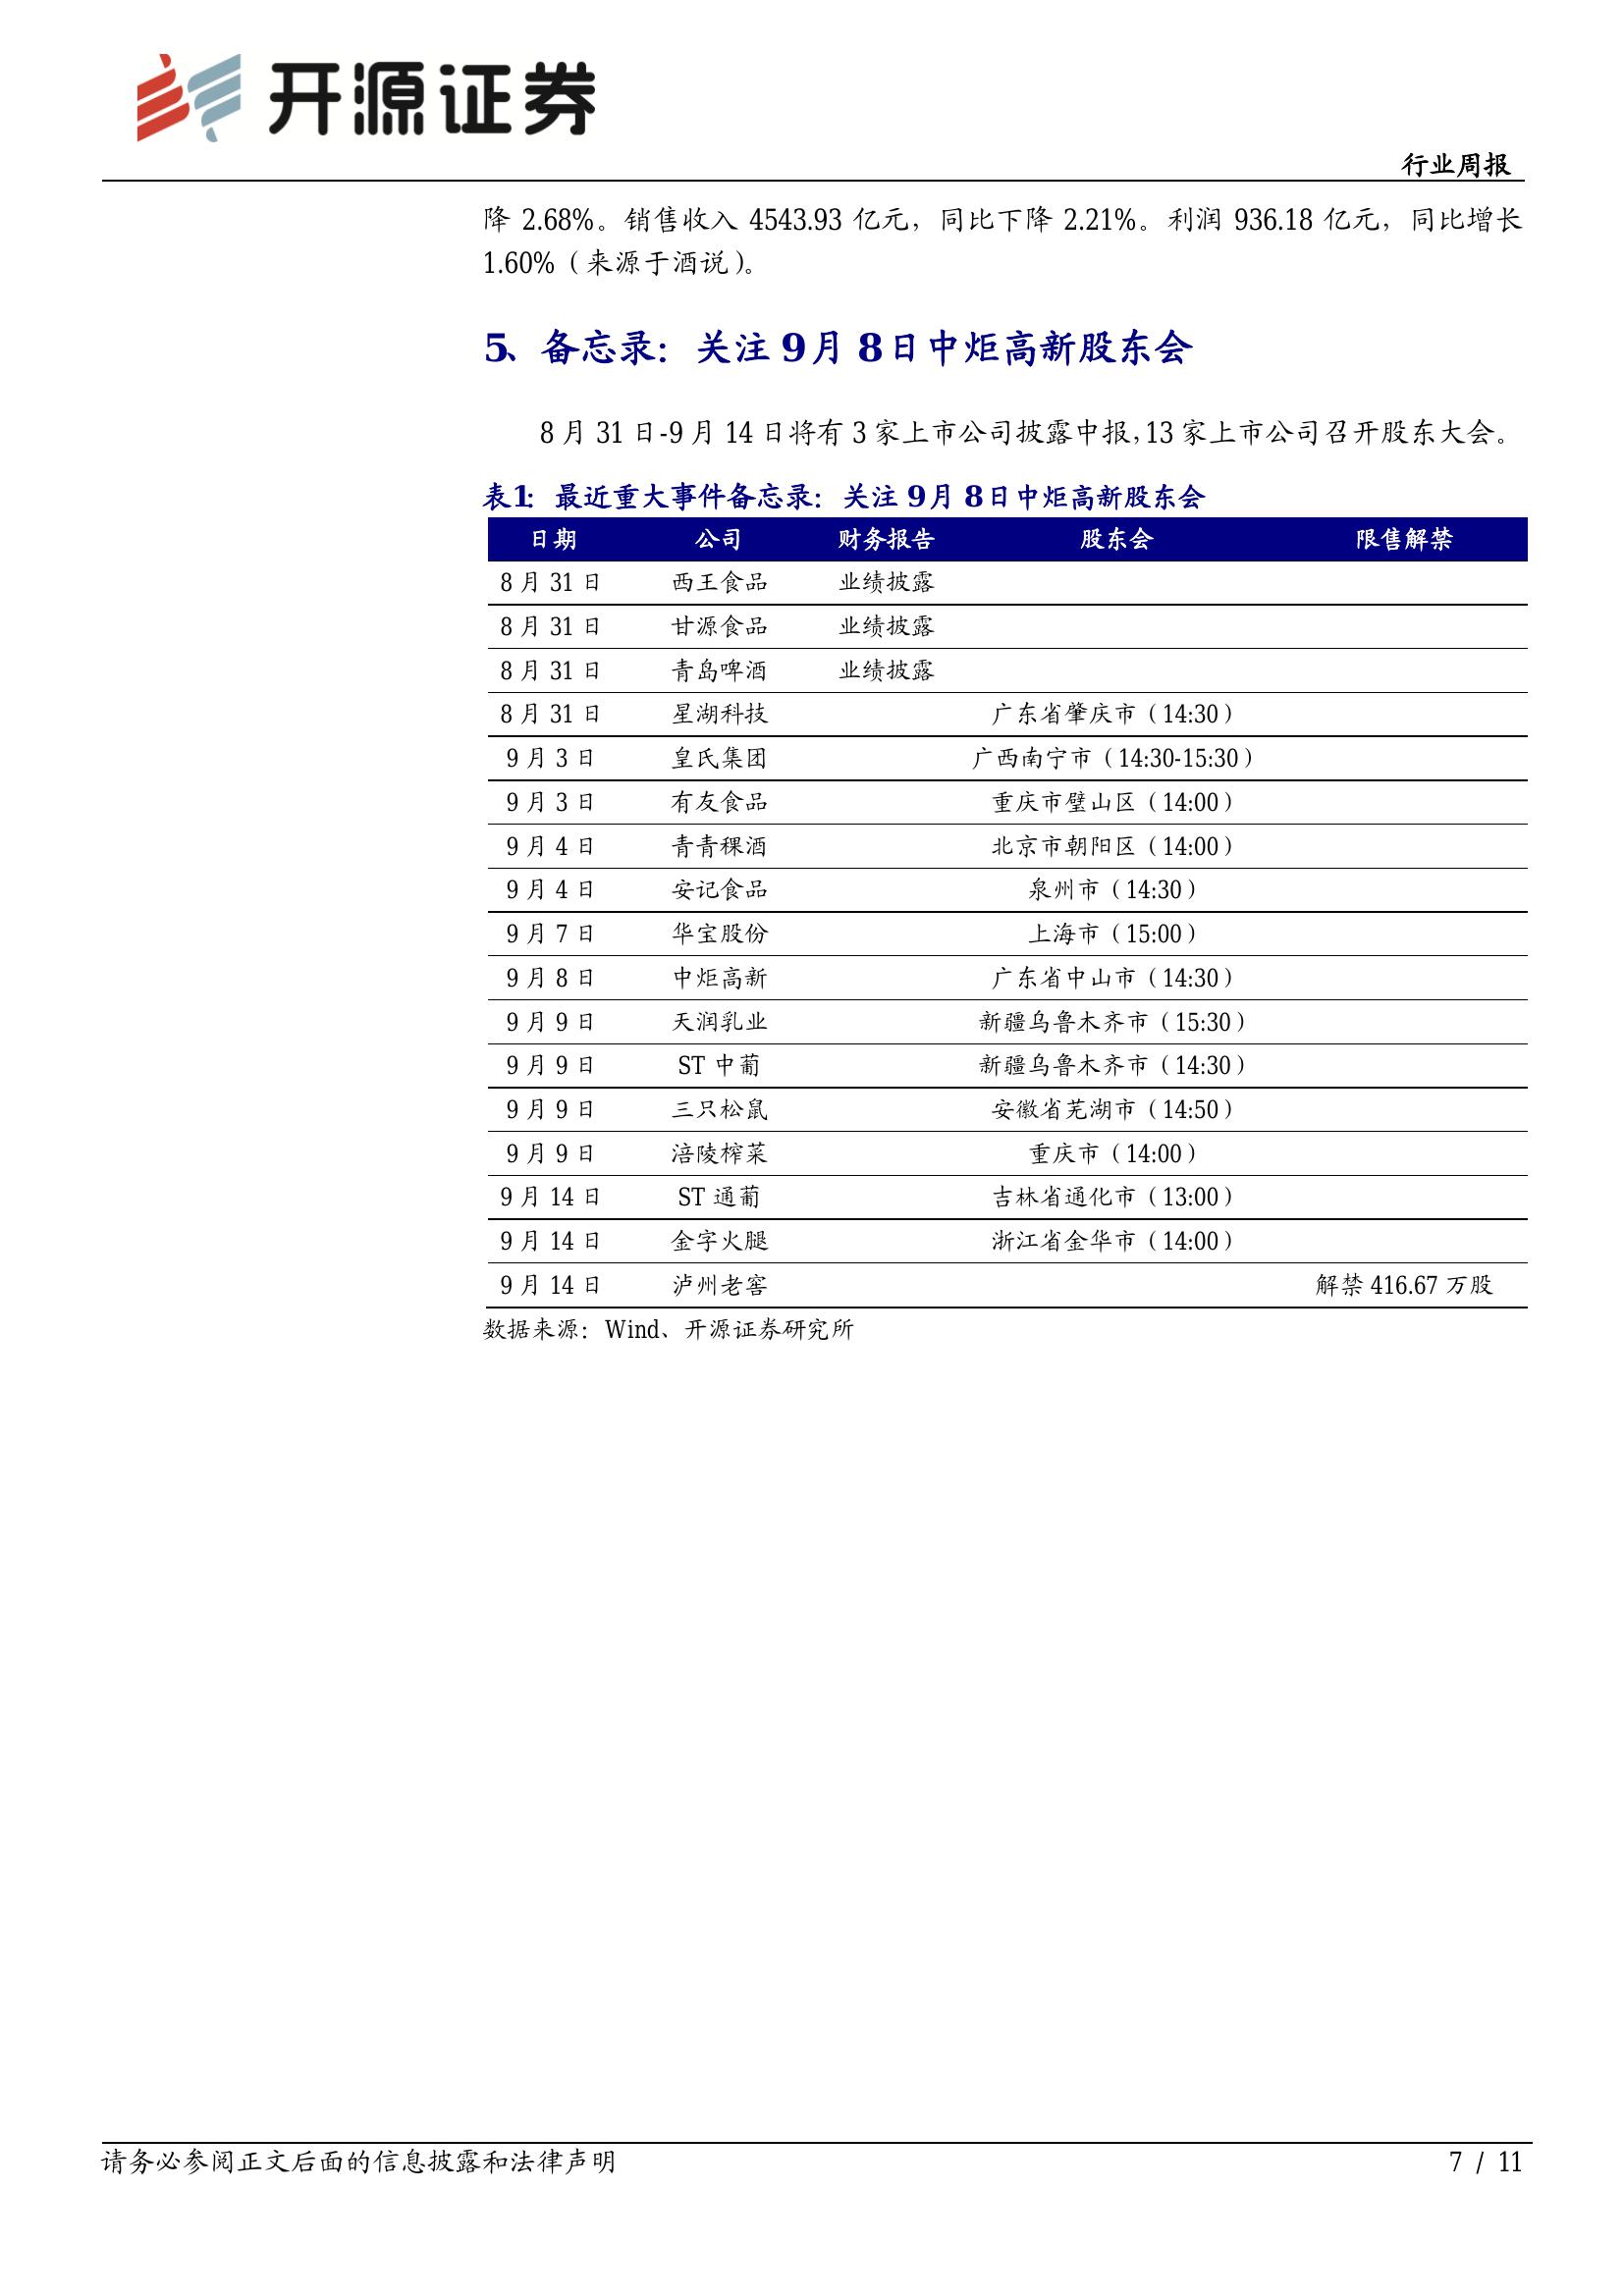 开源证券
行业周报
降 2.68%。销售收入 4543.93 亿元，同比下降 2.21%。利润 936.18 亿元，同比增长
1.60%（来源于酒说）。
5、备忘录：关注 9月 8日中炬高新股东会
8 月 31 日-9 月 14 日将有 3 家上市公司披露中报，13 家上市公司召开股东大会。
表1：最近重大事件备忘录：关注 9月 8日中炬高新股东会
日期 公司 财务报告 股东会 限售解禁
8 月 31 日 西王食品 业绩披露
8 月 31 日 甘源食品 业绩披露
8 月 31 日 青岛啤酒 业绩披露
8 月 31 日 星湖科技 广东省肇庆市（14:30）
9 月 3 日 皇氏集团 广西南宁市（14:30-15:30）
9 月 3 日 有友食品 重庆市璧山区（14:00）
9 月 4 日 青青稞酒 北京市朝阳区（14:00）
9 月 4 日 安记食品 泉州市（14:30）
9 月 7 日 华宝股份 上海市（15:00）
9 月 8 日 中炬高新 广东省中山市（14:30）
9 月 9 日 天润乳业 新疆乌鲁木齐市（15:30）
9 月 9 日 ST 中葡 新疆乌鲁木齐市（14:30）
9 月 9 日 三只松鼠 安徽省芜湖市（14:50）
9 月 9 日 涪陵榨菜 重庆市（14:00）
9 月 14 日 ST 通葡 吉林省通化市（13:00）
9 月 14 日 金字火腿 浙江省金华市（14:00）
9 月 14 日 泸州老窖 解禁 416.67 万股
数据来源：Wind、开源证券研究所
请务必参阅正文后面的信息披露和法律声明 7 / 11